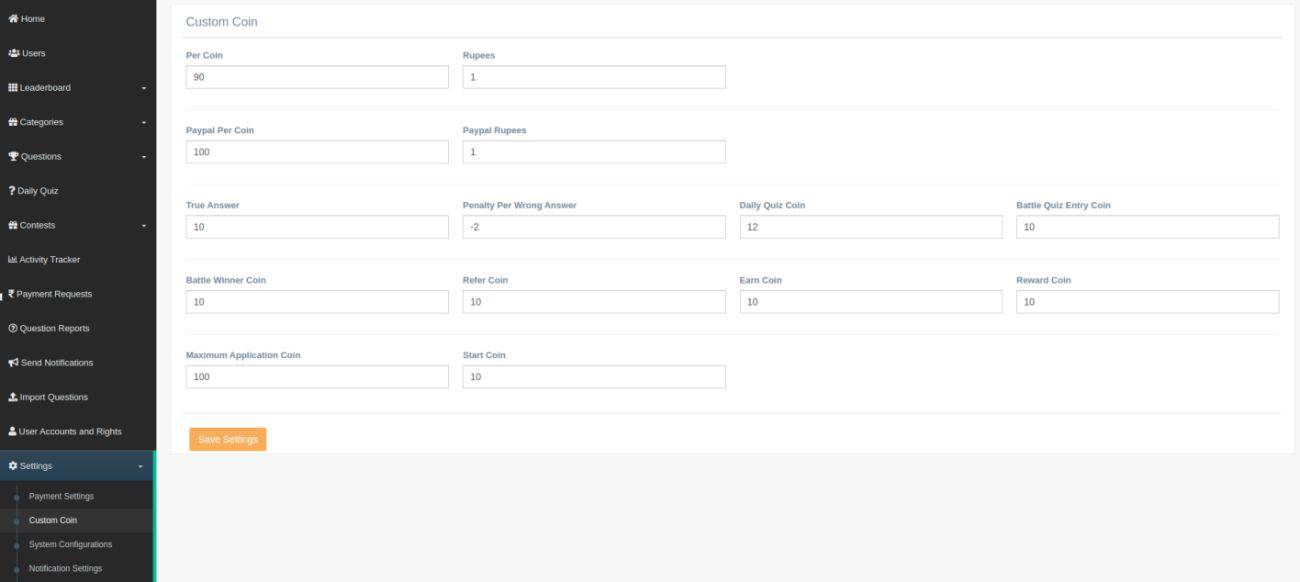 Home
Users
Leaderboard
Categories
Questions
Daily Quiz
Contests
Activity Tracker
Payment Requests
Question Reports
Send Notifications
Import Questions
User Accounts and Rights
Settings
Payment Settings
Custom Coin
System Configurations
Notification Settings
Custom Coin
Per Coin Rupees
90 1
Paypal Per Coin Paypal Rupees
100 1
True Answer Penalty Per Wrong Answer Daily Quiz Coin Battle Quiz Entry Coin
10 -2 12 10
Battle Winner Coin Refer Coin Earn Coin Reward Coin
10 10 10 10
Maximum Application Coin Start Coin
100 10
Save Settings